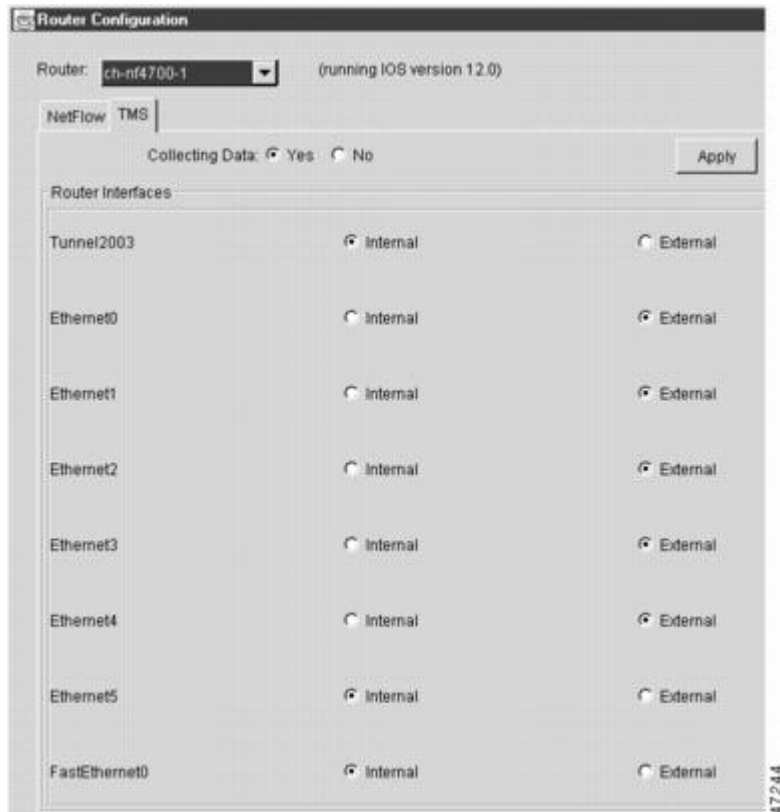 Router Configuration
Router: ch-nf4700-1 (running IOS version 12.0)
NetFlow TMS
Collecting Data: Yes No Apply
Router Interfaces
Tunnel2003 Internal External
Ethernet0 Internal External
Ethernet1 Internal External
Ethernet2 Internal External
Ethernet3 Internal External
Ethernet4 Internal External
Ethernet5 Internal External
FastEthernet0 Internal External